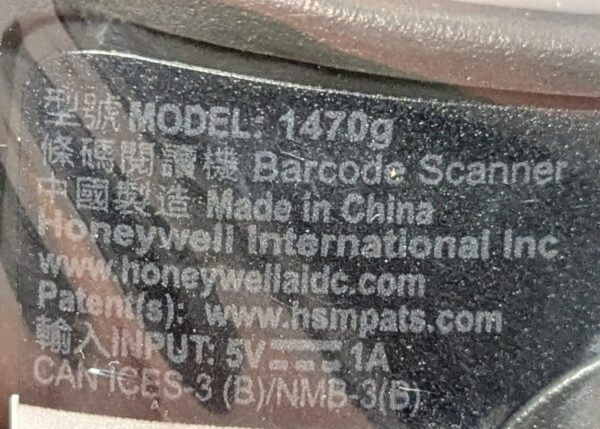 型號 MODEL: 1470g
條碼閱讀機 Barcode Scanner
中國製造 Made in China
Honeywell International Inc
www.honeywellaidc.com
Patent(s): www.hsmpats.com
輸入INPUT: 5V⎓1A
CAN ICES-3 (B)/NMB-3(B)